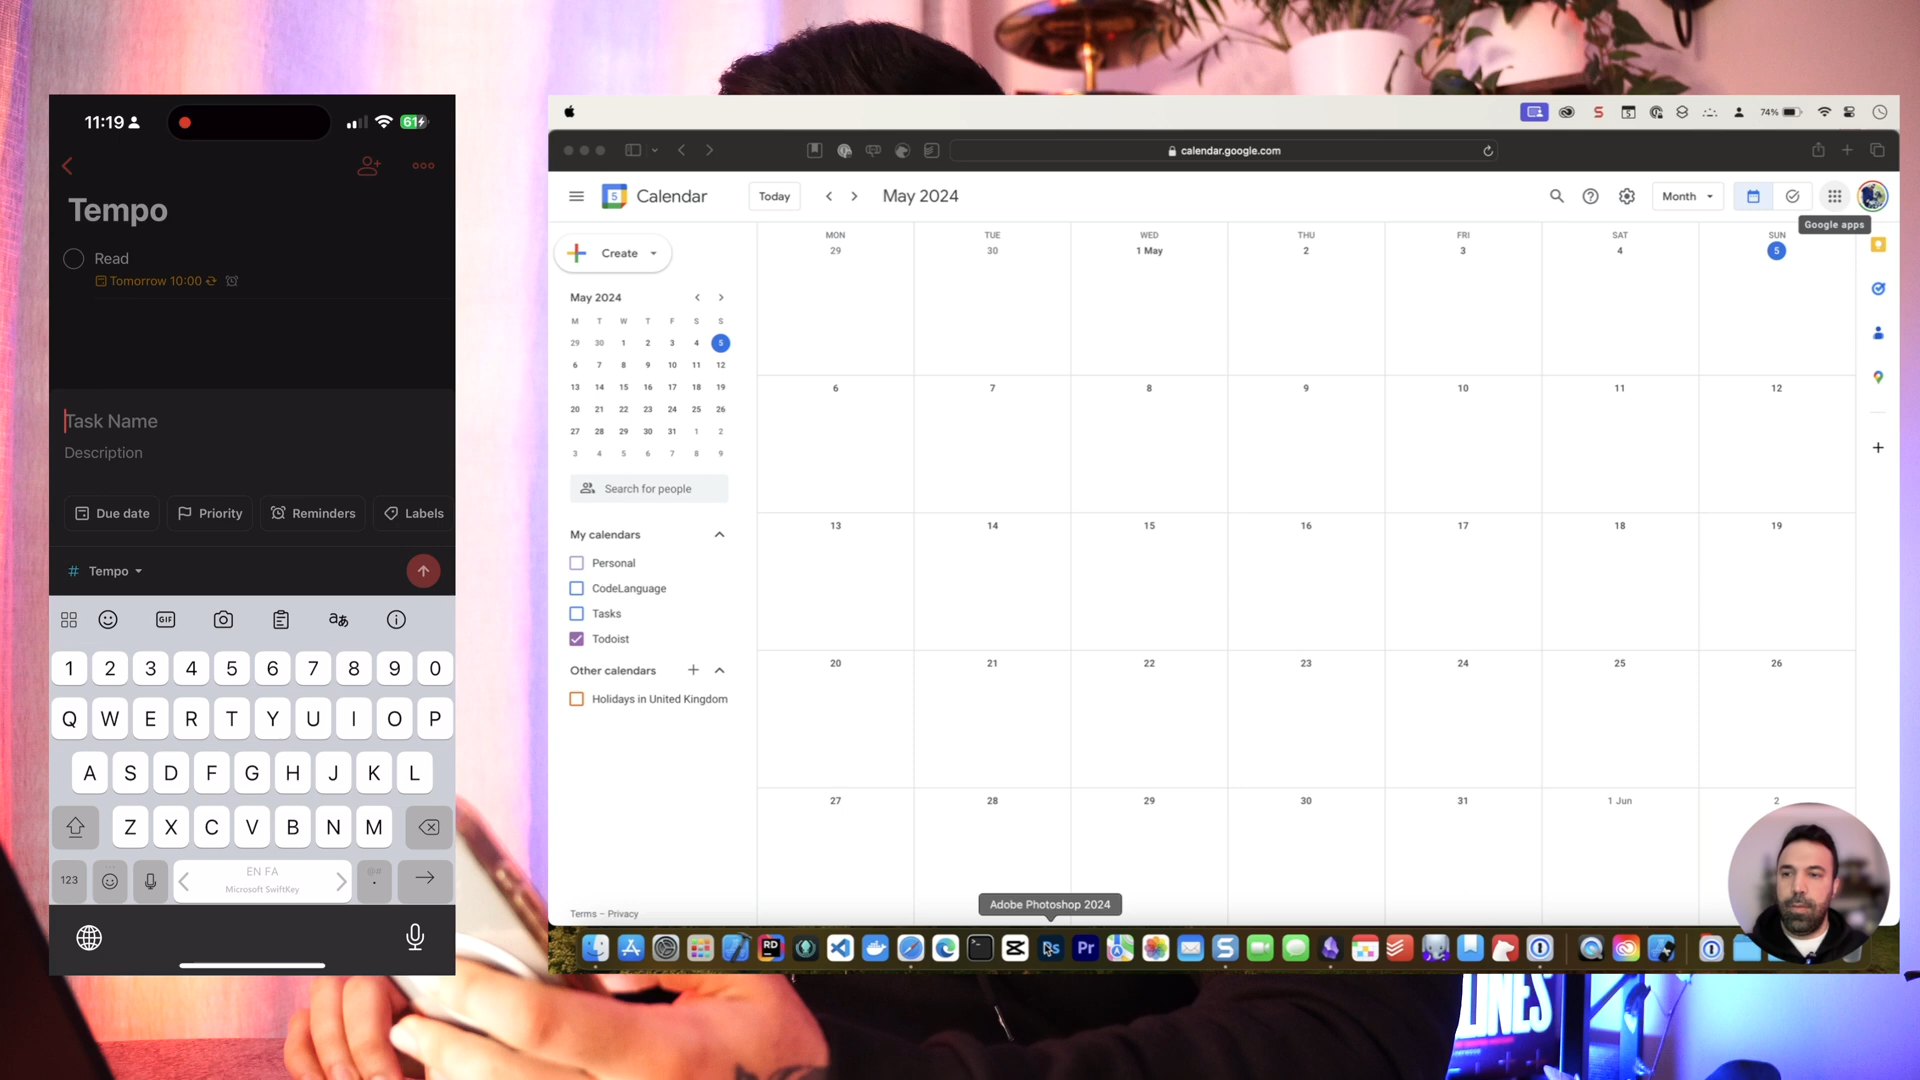 11:19
61
Tempo
Read
Tomorrow 10:00
Task Name
Description
Due date
Priority
Reminders
Labels
# Tempo
GIF
1 2 3 4 5 6 7 8 9 0
Q W E R T Y U I O P
A S D F G H J K L
Z X C V B N M
123
EN FA
Microsoft SwiftKey
74%
calendar.google.com
5 Calendar
Today
May 2024
Month
Google apps
Create
May 2024
M T W T F S S
29 30 1 2 3 4 5
6 7 8 9 10 11 12
13 14 15 16 17 18 19
20 21 22 23 24 25 26
27 28 29 30 31 1 2
3 4 5 6 7 8 9
Search for people
My calendars
Personal
CodeLanguage
Tasks
Todoist
Other calendars
Holidays in United Kingdom
Terms – Privacy
MON TUE WED THU FRI SAT SUN
29 30 1 May 2 3 4 5
6 7 8 9 10 11 12
13 14 15 16 17 18 19
20 21 22 23 24 25 26
27 28 29 30 31 1 Jun 2
Adobe Photoshop 2024
RD
Ps
Pr
LINES